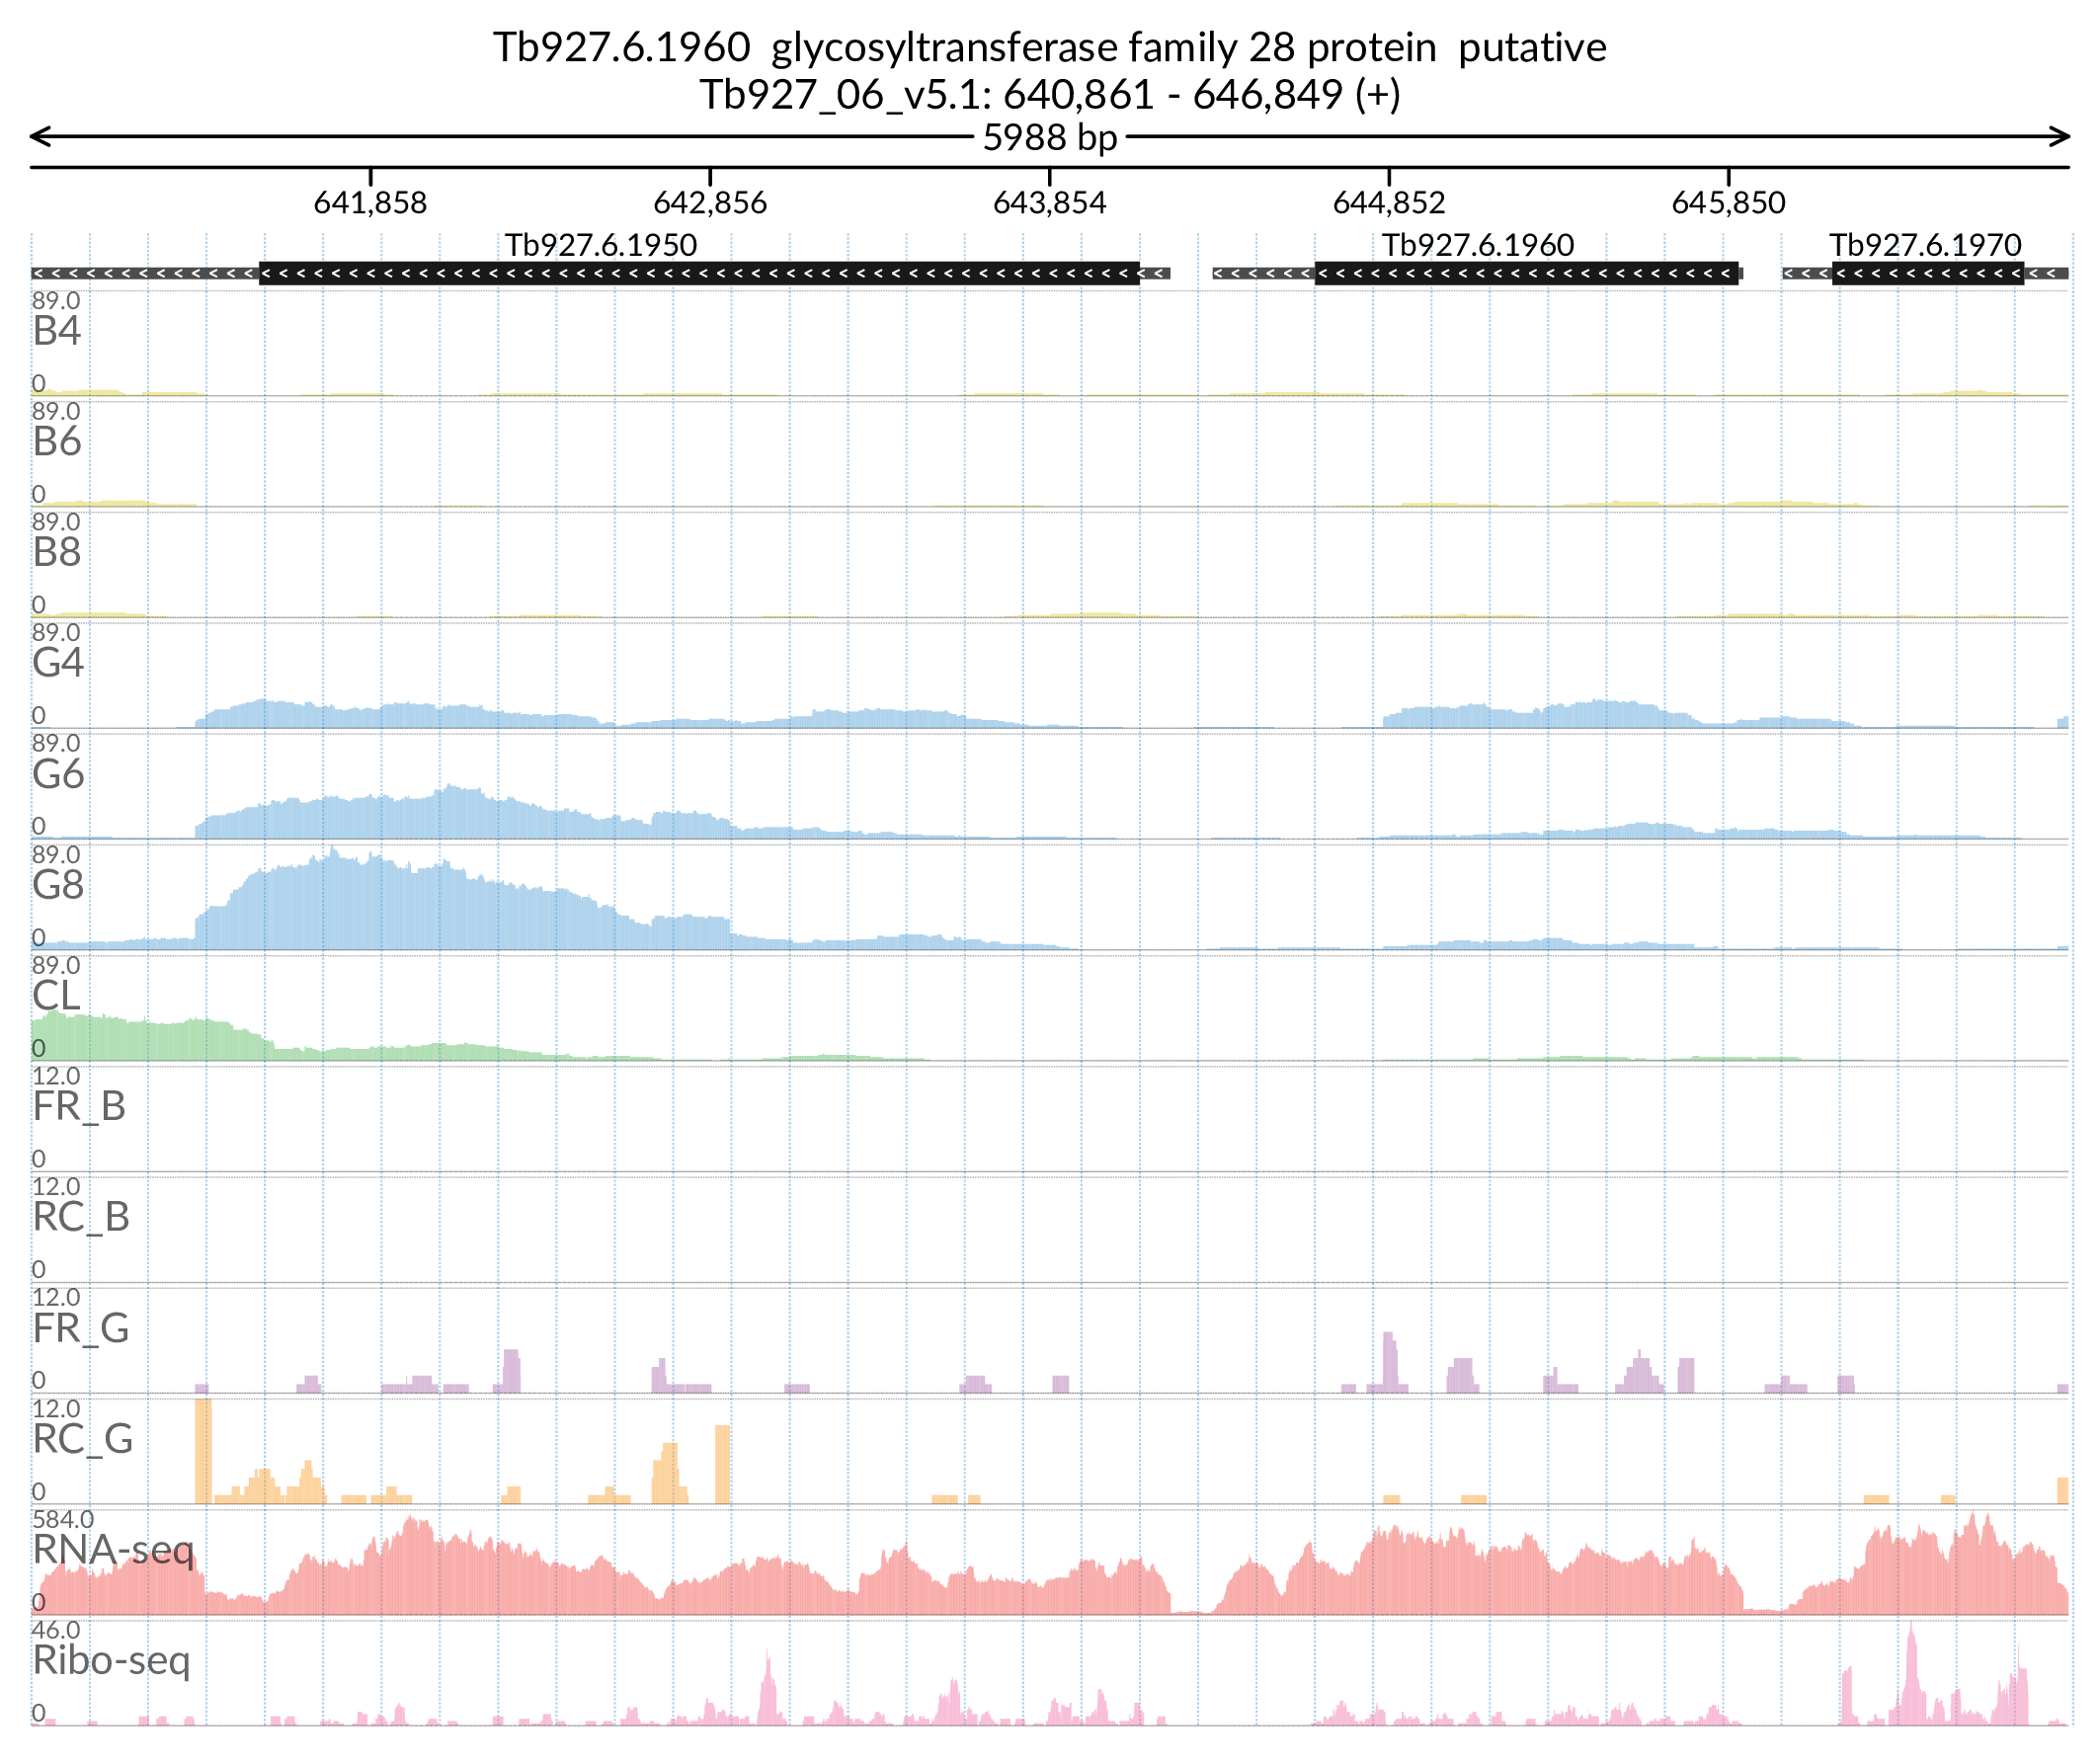 Tb927.6.1960  glycosyltransferase family 28 protein  putative
Tb927_06_v5.1: 640,861 - 646,849 (+)
5988 bp
641,858 642,856 643,854 644,852 645,850
Tb927.6.1950 Tb927.6.1960 Tb927.6.1970
89.0
B4
0
89.0
B6
0
89.0
B8
0
89.0
G4
0
89.0
G6
0
89.0
G8
0
89.0
CL
0
12.0
FR_B
0
12.0
RC_B
0
12.0
FR_G
0
12.0
RC_G
0
584.0
RNA-seq
0
46.0
Ribo-seq
0